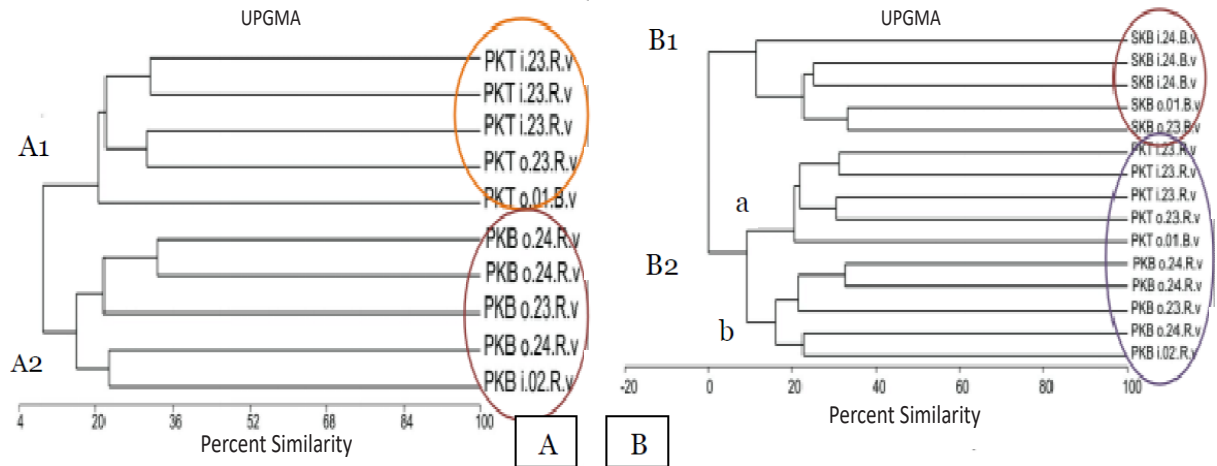 UPGMA
PKT i.23.R.v
PKT i.23.R.v
PKT i.23.R.v
PKT o.23.R.v
PKT o.01.B.v
PKB o.24.R.v
PKB o.24.R.v
PKB o.23.R.v
PKB o.24.R.v
PKB i.02.R.v
A1
A2
4 20 36 52 68 84 100
Percent Similarity
A
UPGMA
B1
SKB i.24.B.v
SKB i.24.B.v
SKB i.24.B.v
SKB o.01.B.v
SKB o.23.B.v
PKT i.23.R.v
PKT i.23.R.v
PKT i.23.R.v
PKT o.23.R.v
PKT o.01.B.v
PKB o.24.R.v
PKB o.24.R.v
PKB o.23.R.v
PKB o.24.R.v
PKB i.02.R.v
a
B2
b
-20 0 20 40 60 80 100
Percent Similarity
B